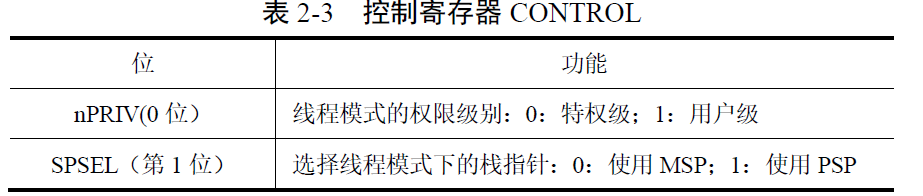 表 2-3 控制寄存器 CONTROL
位 功能
nPRIV(0 位） 线程模式的权限级别：0：特权级；1：用户级
SPSEL（第 1 位） 选择线程模式下的栈指针：0：使用 MSP；1：使用 PSP